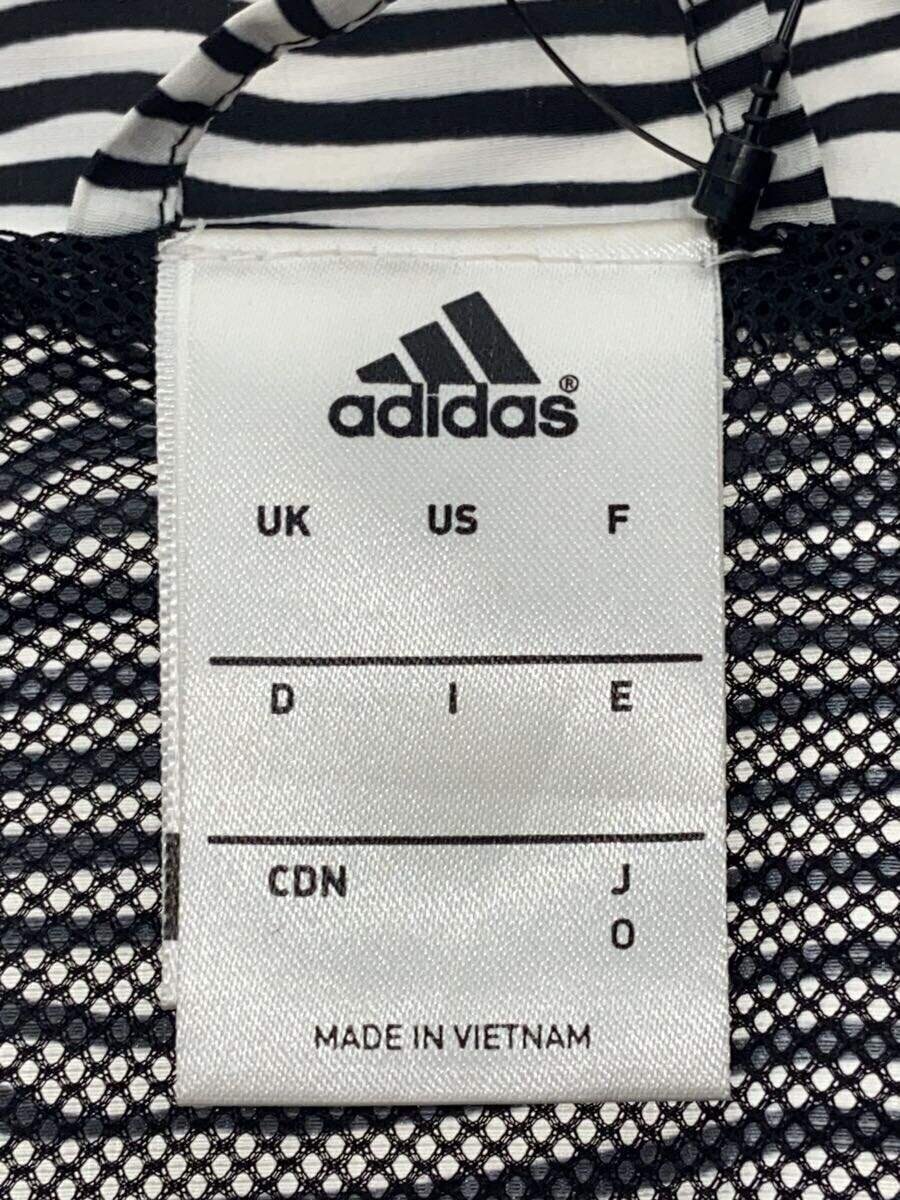 adidas®
UK US F
D I E
CDN J
O
MADE IN VIETNAM